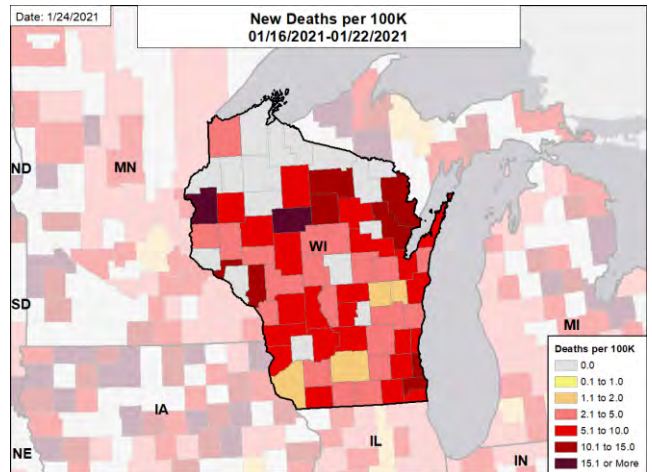 Date: 1/24/2021
New Deaths per 100K
01/16/2021-01/22/2021
ND
MN
WI
SD
MI
IA
NE
IL
IN
Deaths per 100K
0.0
0.1 to 1.0
1.1 to 2.0
2.1 to 5.0
5.1 to 10.0
10.1 to 15.0
15.1 or More